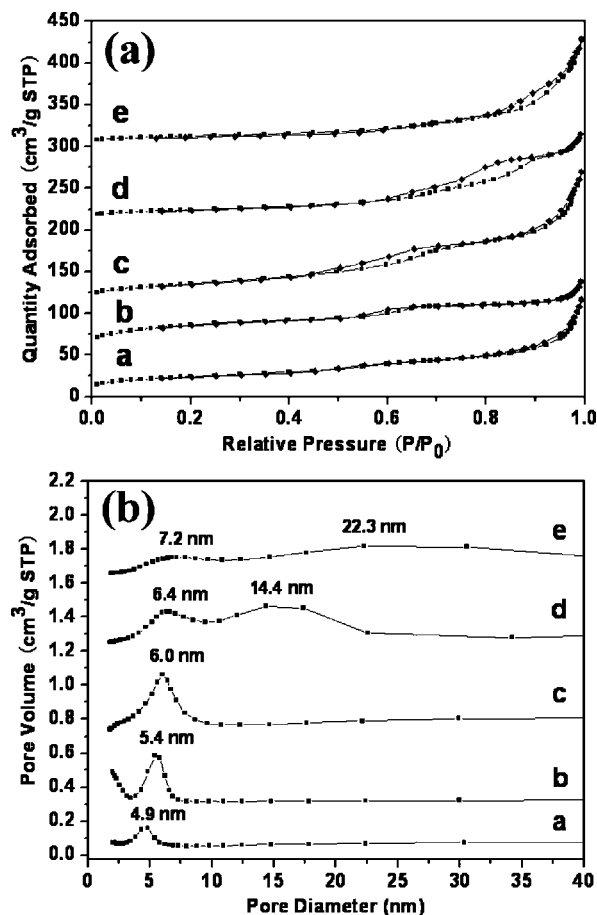 (a)
450
400
350
300
250
200
150
100
50
0
Quantity Adsorbed (cm³/g STP)
e
d
c
b
a
0.0 0.2 0.4 0.6 0.8 1.0
Relative Pressure (P/P₀)
(b)
2.2
2.0
1.8
1.6
1.4
1.2
1.0
0.8
0.6
0.4
0.2
0.0
Pore Volume (cm³/g STP)
7.2 nm 22.3 nm e
6.4 nm 14.4 nm d
6.0 nm c
5.4 nm b
4.9 nm a
0 5 10 15 20 25 30 35 40
Pore Diameter (nm)